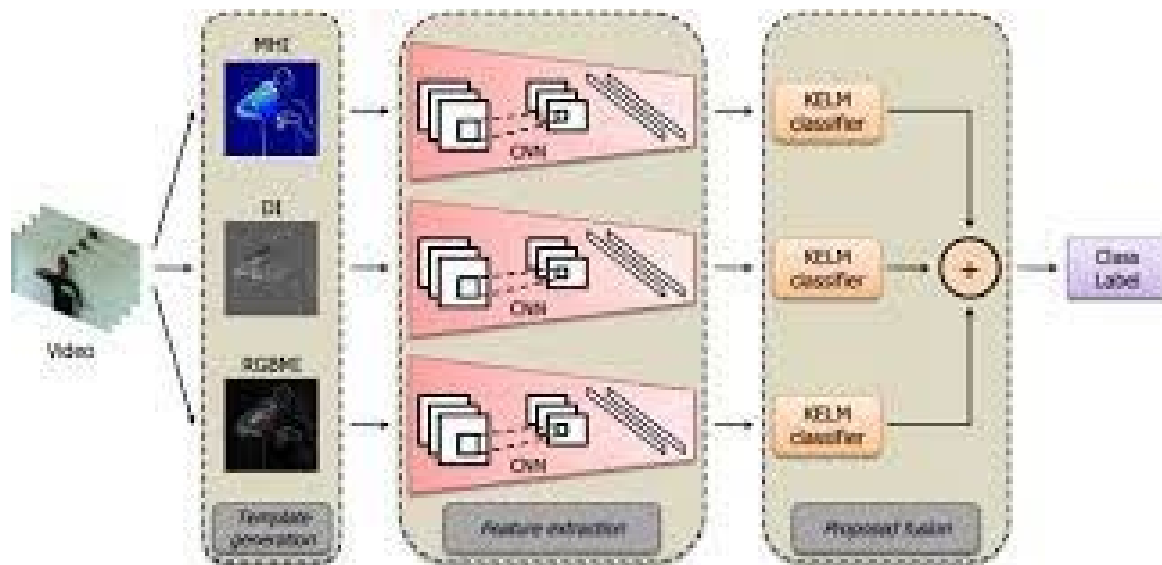 Video
MHI
DI
RGBMI
Template
generation
CNN
CNN
CNN
Feature extraction
KELM
classifier
KELM
classifier
KELM
classifier
+
Proposed fusion
Class
Label